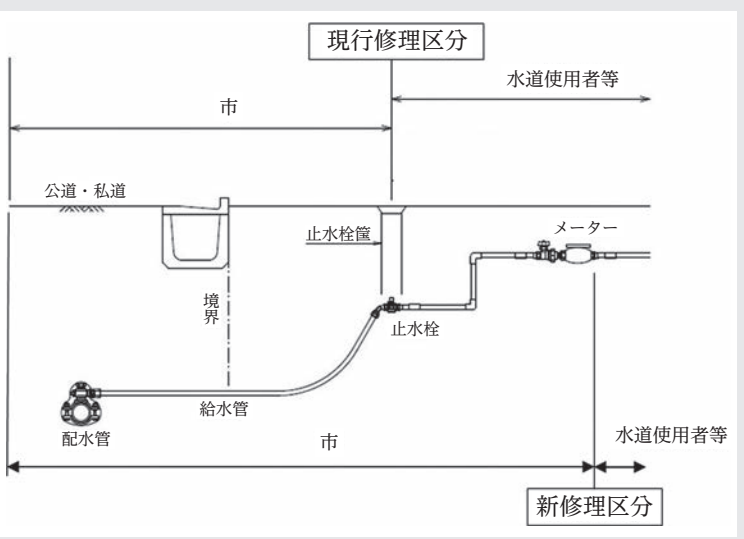 現行修理区分
水道使用者等
市
公道・私道
止水栓筐
メーター
境界
止水栓
給水管
配水管
市
水道使用者等
新修理区分